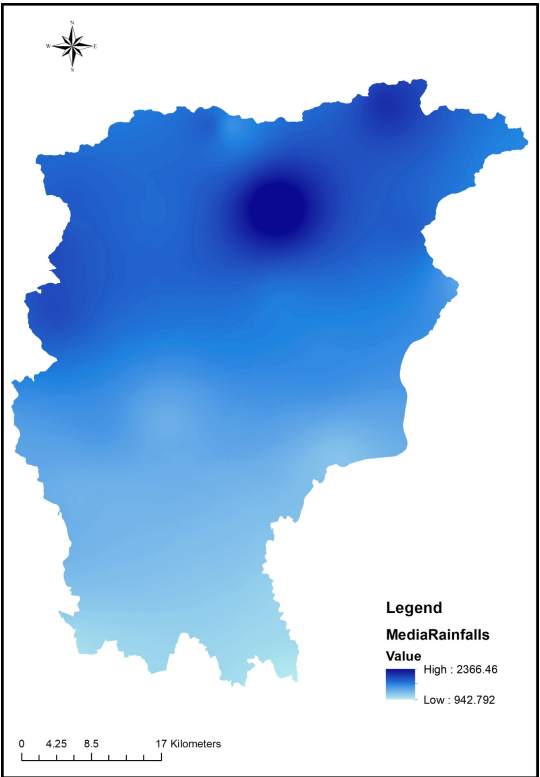 N
W E
S
Legend
MediaRainfalls
Value
High : 2366.46
Low : 942.792
0 4.25 8.5 17 Kilometers